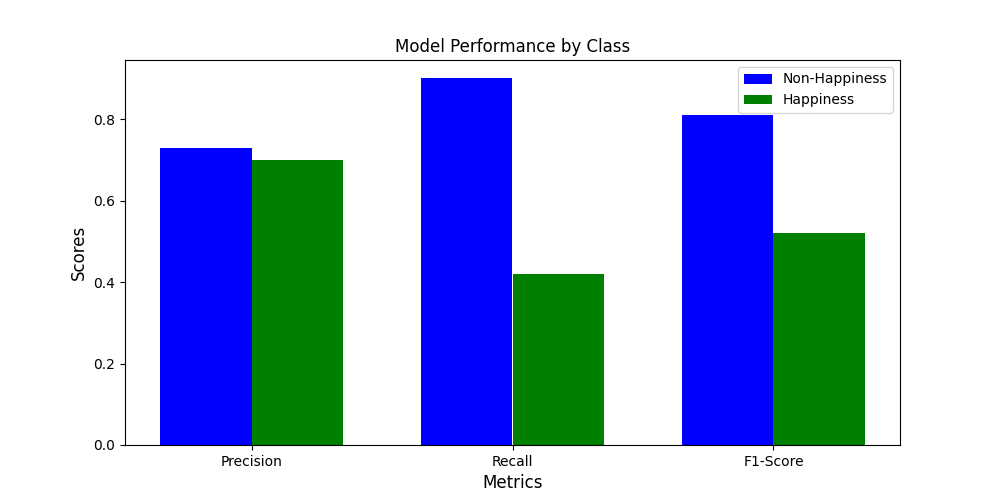 Model Performance by Class
Non-Happiness
Happiness
Scores
0.8
0.6
0.4
0.2
0.0
Precision
Recall
F1-Score
Metrics